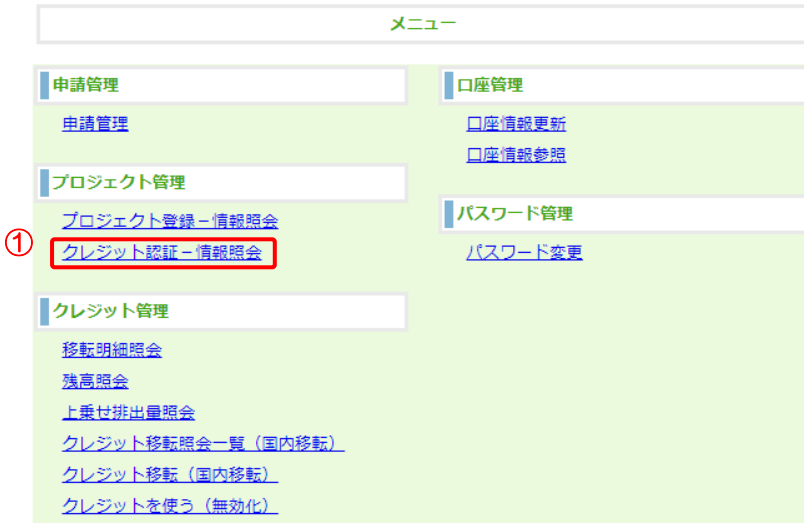 メニュー
申請管理
申請管理
プロジェクト管理
プロジェクト登録－情報照会
①
クレジット認証－情報照会
クレジット管理
移転明細照会
残高照会
上乗せ排出量照会
クレジット移転照会一覧（国内移転）
クレジット移転（国内移転）
クレジットを使う（無効化）
口座管理
口座情報更新
口座情報参照
パスワード管理
パスワード変更